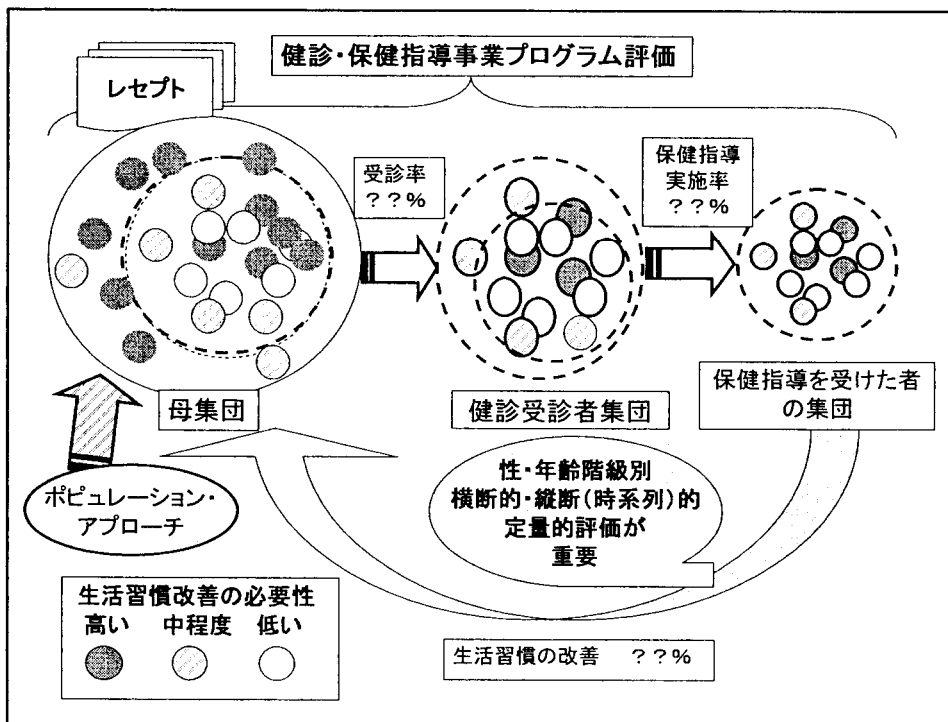 健診・保健指導事業プログラム評価
レセプト
受診率
??%
保健指導
実施率
??%
母集団
健診受診者集団
保健指導を受けた者
の集団
ポピュレーション・
アプローチ
性・年齢階級別
横断的・縦断(時系列)的
定量的評価が
重要
生活習慣改善の必要性
高い 中程度 低い
生活習慣の改善 ??%